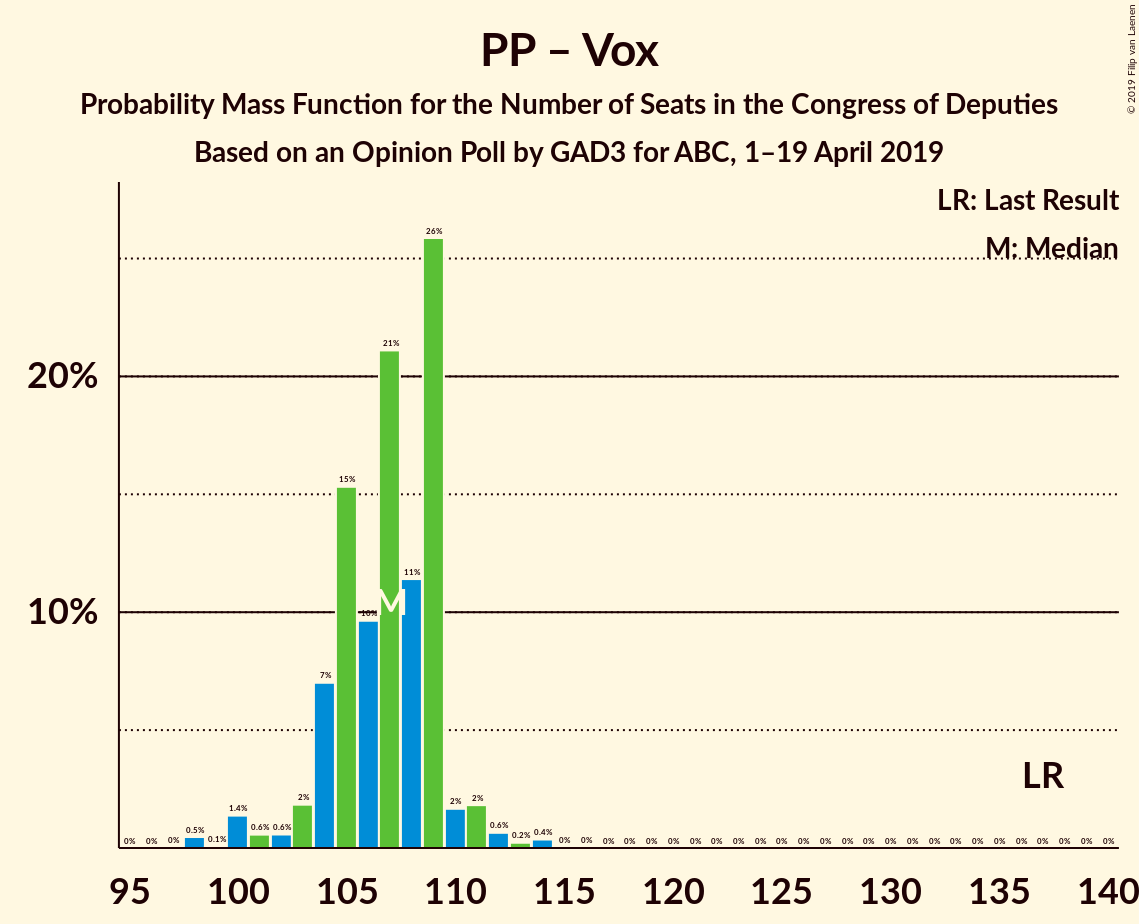 PP – Vox
Probability Mass Function for the Number of Seats in the Congress of Deputies
Based on an Opinion Poll by GAD3 for ABC, 1–19 April 2019
© 2019 Filip van Laenen
LR: Last Result
M: Median
20%
10%
0% 0% 0% 0.5% 0.1% 1.4% 0.6% 0.6% 2% 7% 15% 10% 21% 11% 26% 2% 2% 0.6% 0.2% 0.4% 0% 0% 0% 0% 0% 0% 0% 0% 0% 0% 0% 0% 0% 0% 0% 0% 0% 0% 0% 0% 0% 0% 0% 0% 0% 0%
M
LR
95 100 105 110 115 120 125 130 135 140